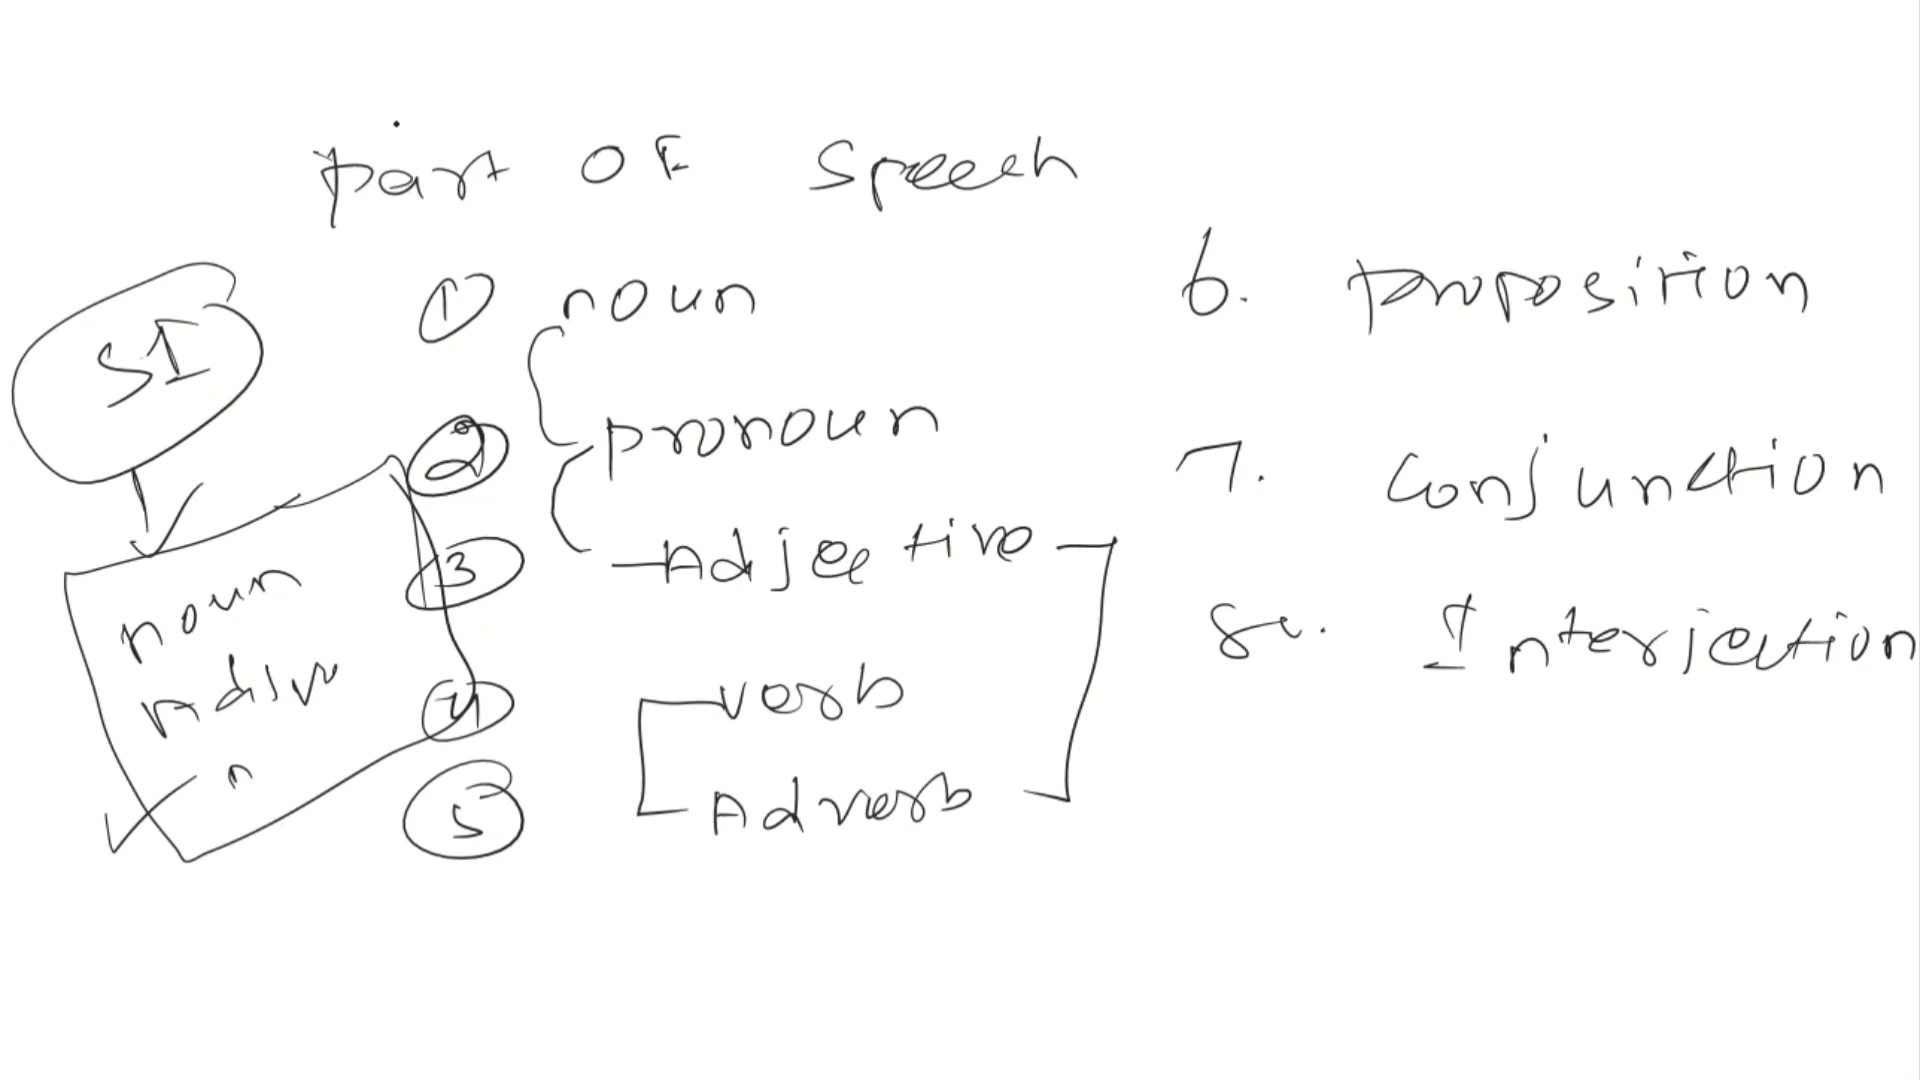 part OF Speech
① noun
② pronoun
③ Adjective
④ verb
⑤ Adverb
6. proposition
7. Conjunction
8. Interjection
SI
noun
n